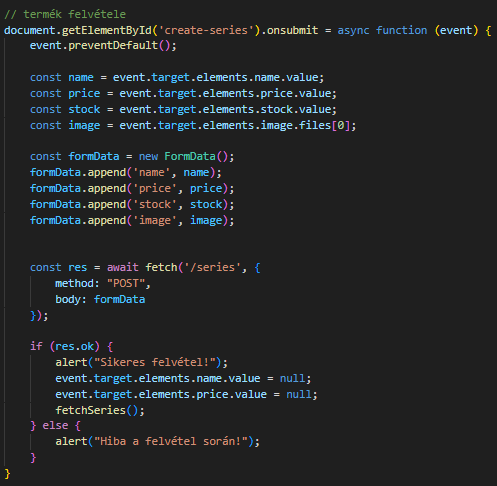 // termék felvétele
document.getElementById('create-series').onsubmit = async function (event) {
    event.preventDefault();

    const name = event.target.elements.name.value;
    const price = event.target.elements.price.value;
    const stock = event.target.elements.stock.value;
    const image = event.target.elements.image.files[0];

    const formData = new FormData();
    formData.append('name', name);
    formData.append('price', price);
    formData.append('stock', stock);
    formData.append('image', image);


    const res = await fetch('/series', {
        method: "POST",
        body: formData
    });

    if (res.ok) {
        alert("Sikeres felvétel!");
        event.target.elements.name.value = null;
        event.target.elements.price.value = null;
        fetchSeries();
    } else {
        alert("Hiba a felvétel során!");
    }
}